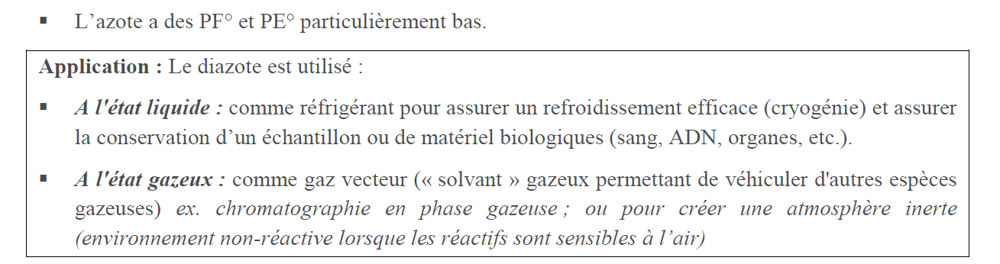 ▪ L’azote a des PF° et PE° particulièrement bas.
Application : Le diazote est utilisé :
▪ A l'état liquide : comme réfrigérant pour assurer un refroidissement efficace (cryogénie) et assurer
la conservation d’un échantillon ou de matériel biologiques (sang, ADN, organes, etc.).
▪ A l'état gazeux : comme gaz vecteur (« solvant » gazeux permettant de véhiculer d'autres espèces
gazeuses) ex. chromatographie en phase gazeuse ; ou pour créer une atmosphère inerte
(environnement non-réactive lorsque les réactifs sont sensibles à l’air)